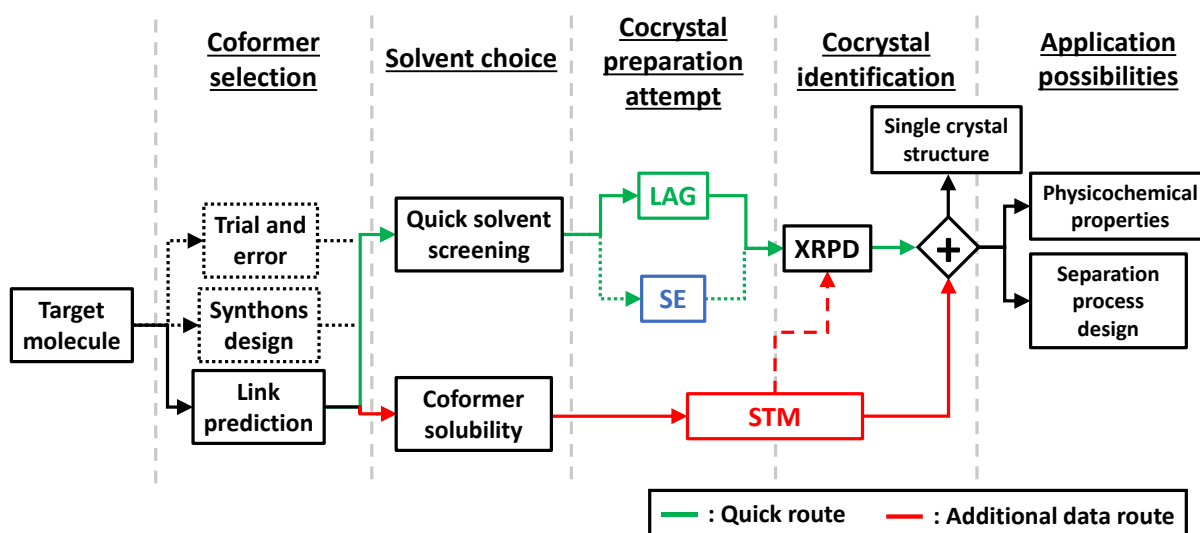 Coformer
selection
Solvent choice
Cocrystal
preparation
attempt
Cocrystal
identification
Application
possibilities
Target
molecule
Trial and
error
Synthons
design
Link
prediction
Quick solvent
screening
Coformer
solubility
LAG
SE
STM
XRPD
Single crystal
structure
+
Physicochemical
properties
Separation
process
design
: Quick route
: Additional data route